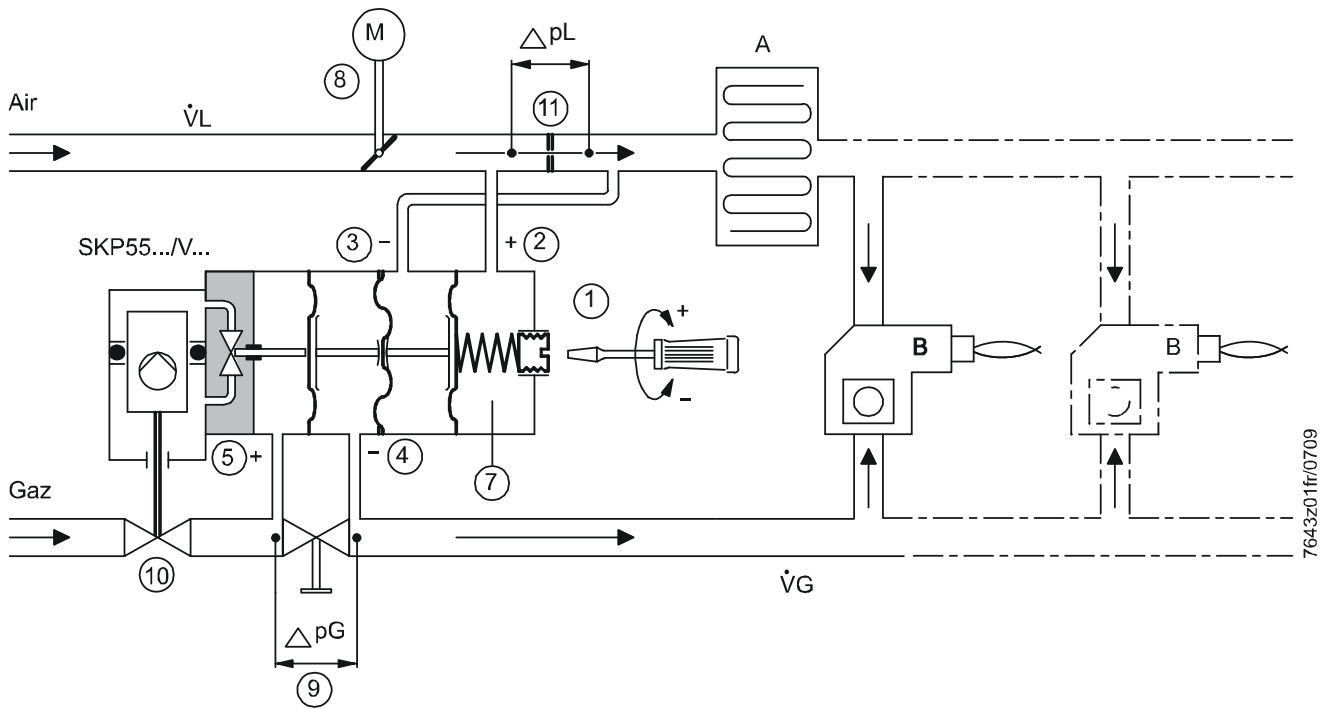 M
△pL
A
8
Air
V̇L
11
3 - + 2
SKP55.../V...
1
+
B
B
-
5 +
- 4
7
Gaz
10
V̇G
△pG
9
7643z01fr/0709